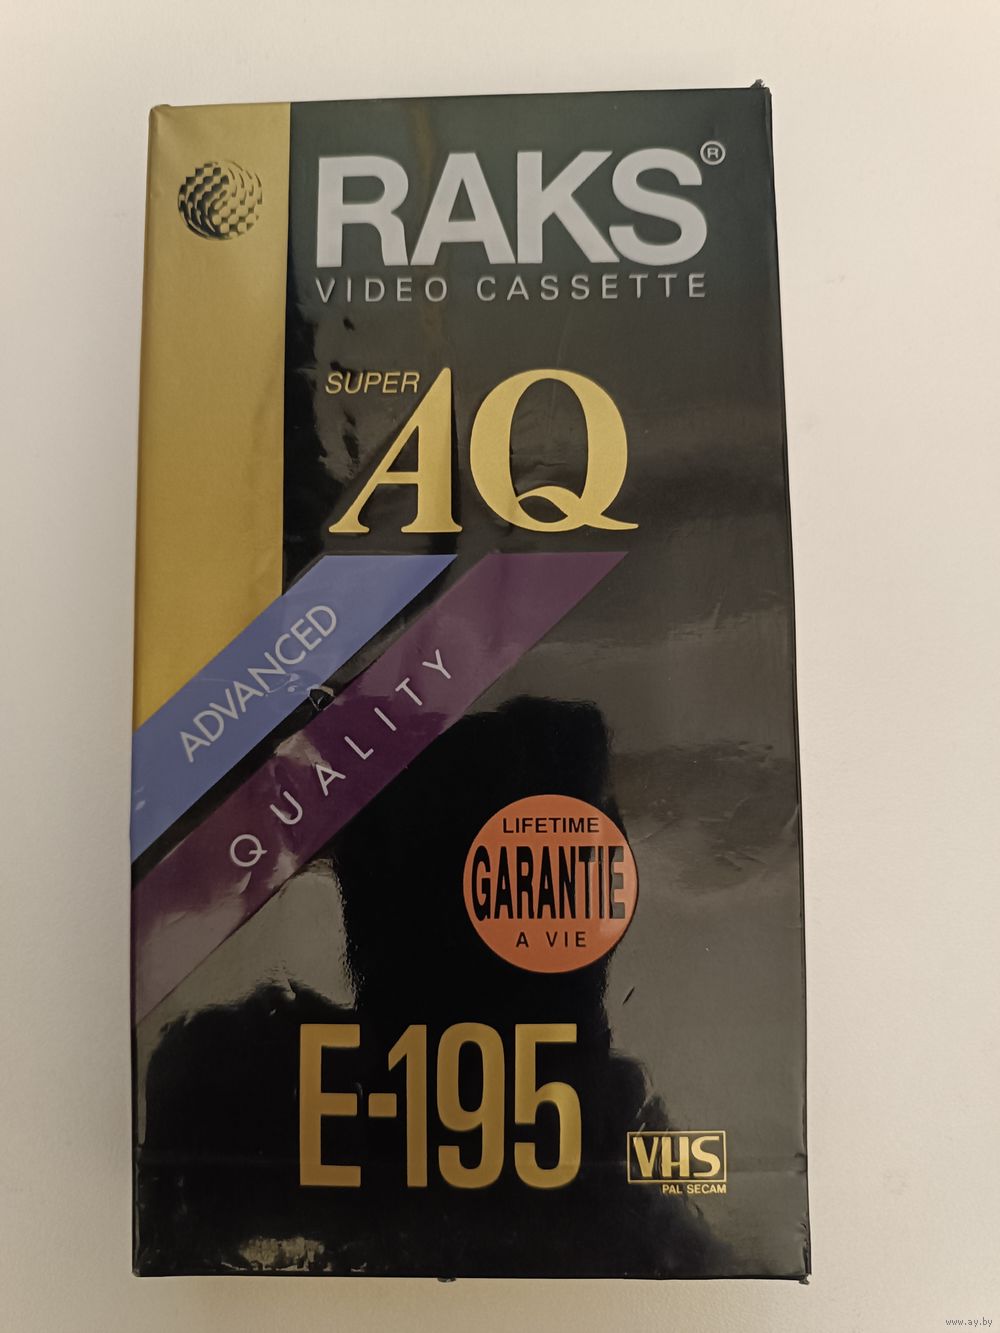 RAKS®
VIDEO CASSETTE
SUPER
AQ
ADVANCED
QUALITY
LIFETIME
GARANTIE
A VIE
E-195
VHS
PAL SECAM
www.ay.by